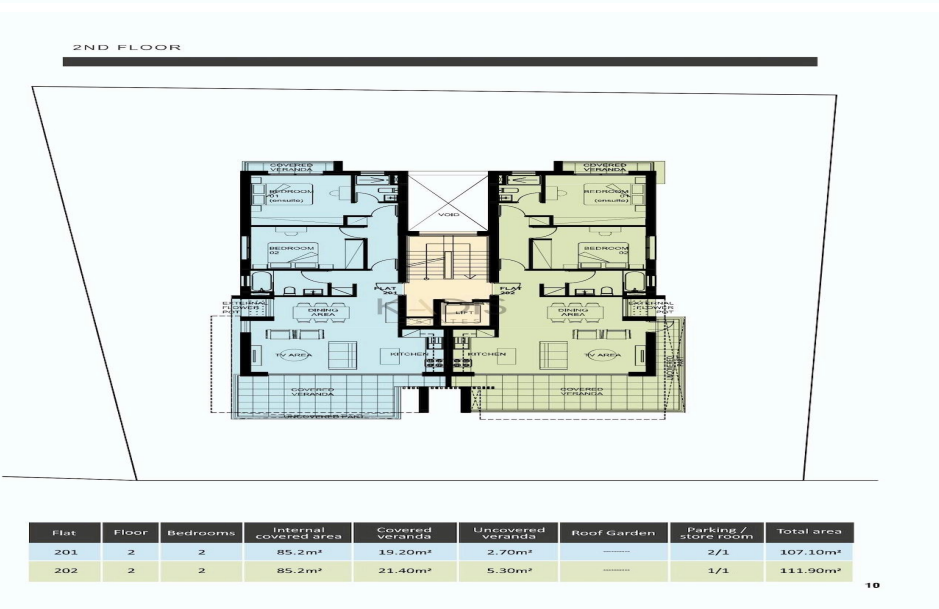 2ND FLOOR
COVERED
VERANDA
COVERED
VERANDA
BEDROOM
01
(ensuite)
BEDROOM
01
(ensuite)
VOID
BEDROOM
02
BEDROOM
02
FLAT
201
FLAT
202
EXTERNAL
FLOWER
POT
EXTERNAL
FLOWER
POT
DINING
AREA
LIFT
DINING
AREA
TV AREA
KITCHEN
KITCHEN
TV AREA
COVERED
VERANDA
COVERED
VERANDA
UNCOVERED PART
Flat Floor Bedrooms Internal covered area Covered veranda Uncovered veranda Roof Garden Parking / store room Total area
201 2 2 85.2m² 19.20m² 2.70m² -------- 2/1 107.10m²
202 2 2 85.2m² 21.40m² 5.30m² -------- 1/1 111.90m²
10